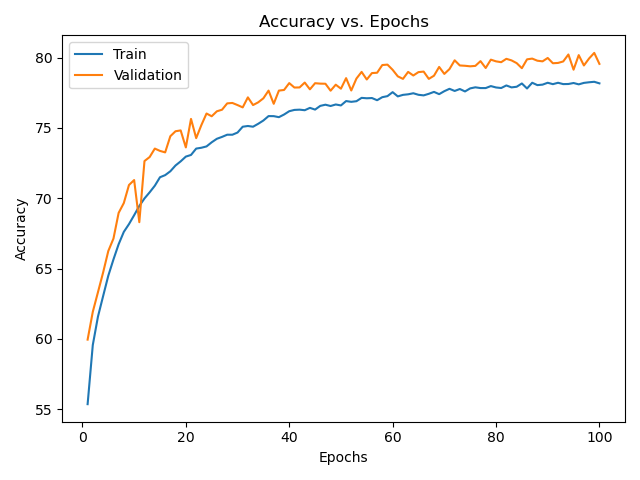 Accuracy vs. Epochs
Train
Validation
Accuracy
80
75
70
65
60
55
0 20 40 60 80 100
Epochs